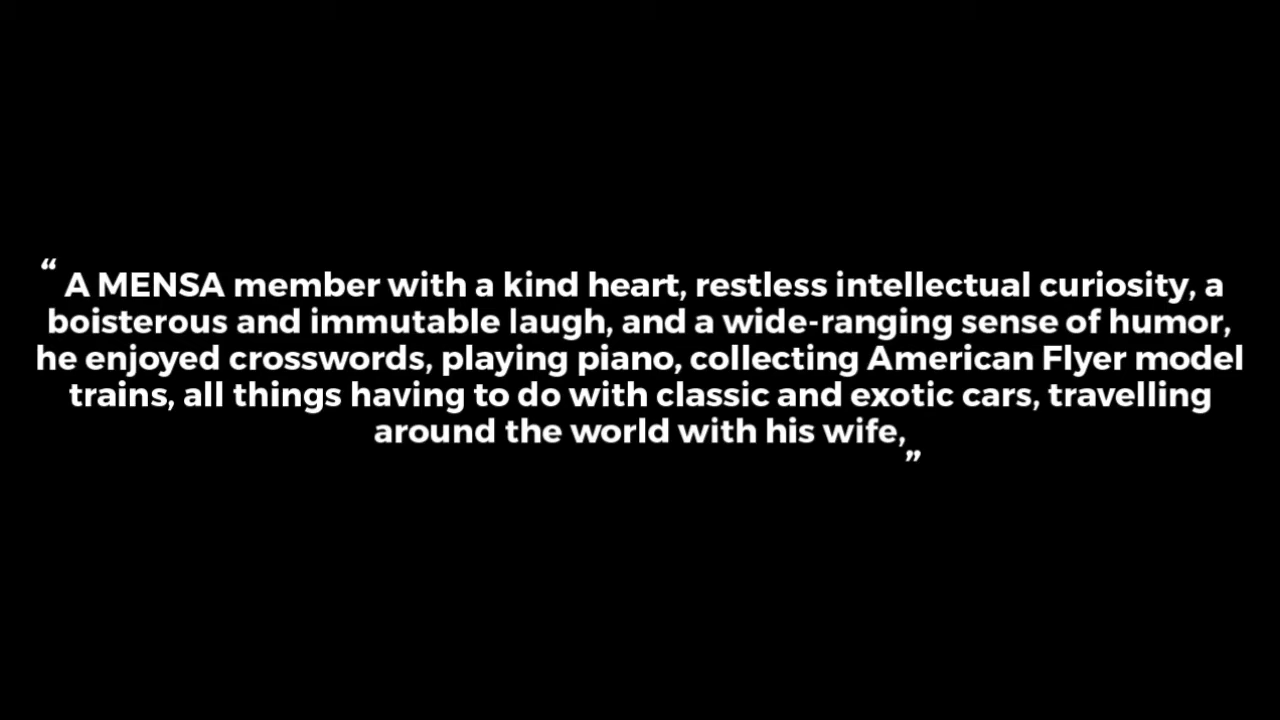 “ A MENSA member with a kind heart, restless intellectual curiosity, a
boisterous and immutable laugh, and a wide-ranging sense of humor,
he enjoyed crosswords, playing piano, collecting American Flyer model
trains, all things having to do with classic and exotic cars, travelling
around the world with his wife, ”